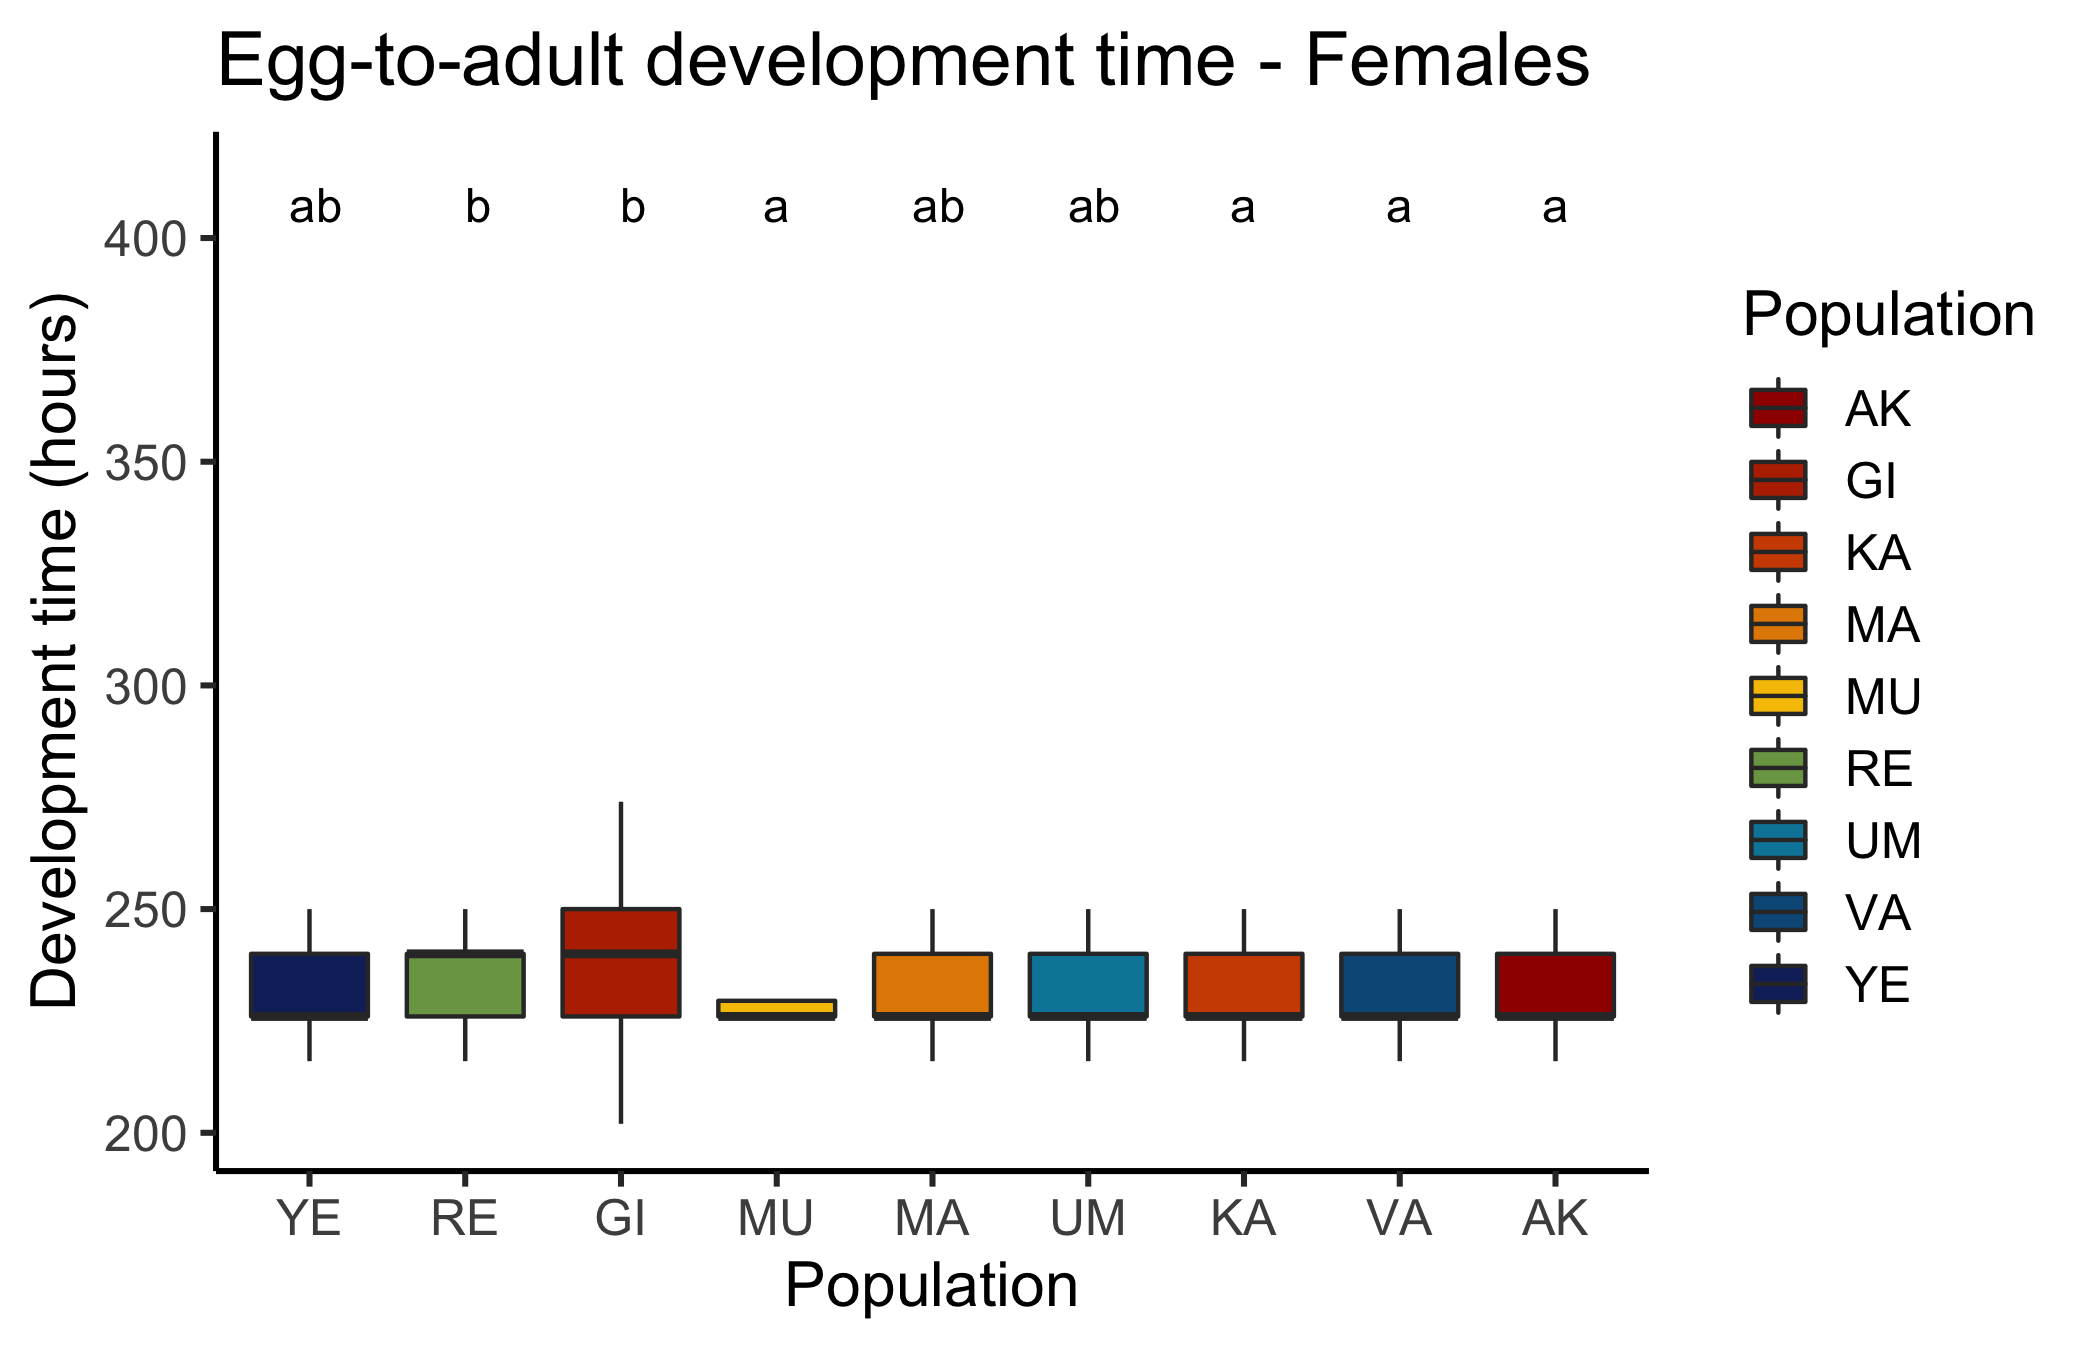 Egg-to-adult development time - Females
ab b b a ab ab a a a
400
350
300
250
200
Development time (hours)
YE RE GI MU MA UM KA VA AK
Population
Population
AK
GI
KA
MA
MU
RE
UM
VA
YE